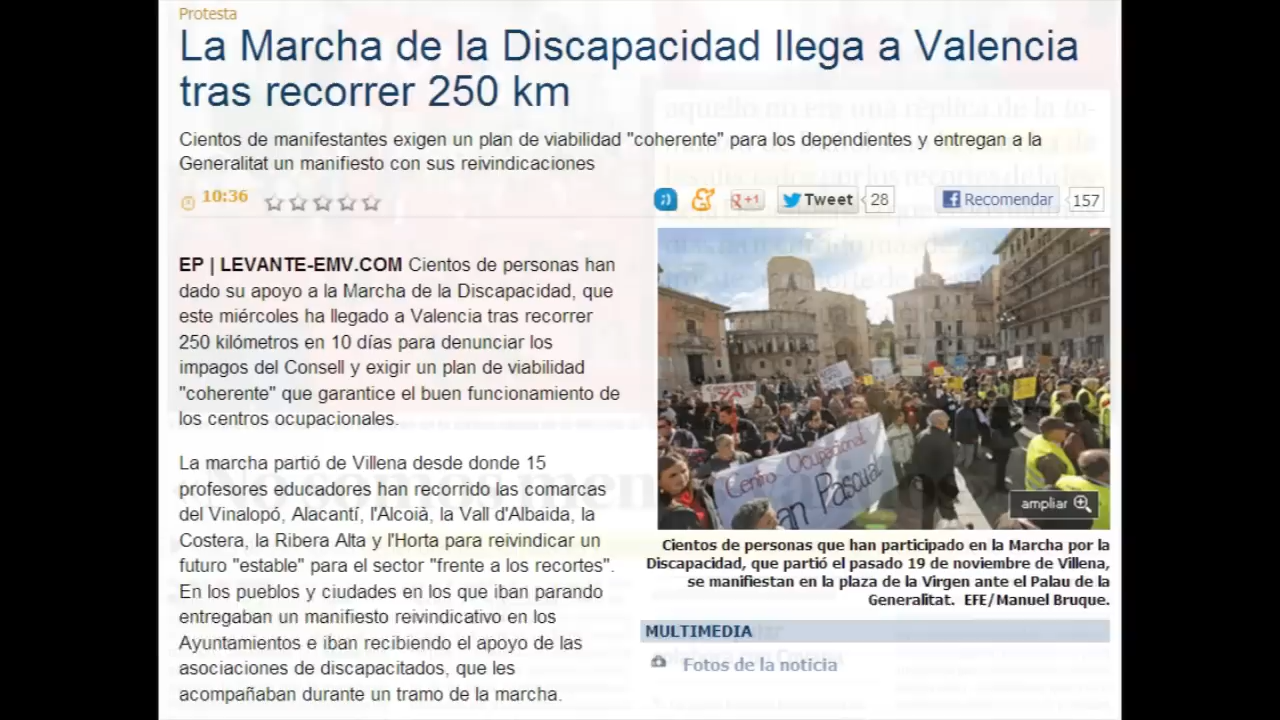 Protesta
La Marcha de la Discapacidad llega a Valencia
tras recorrer 250 km
Cientos de manifestantes exigen un plan de viabilidad "coherente" para los dependientes y entregan a la
Generalitat un manifiesto con sus reivindicaciones
10:36
+1
Tweet
28
Recomendar
157
EP | LEVANTE-EMV.COM Cientos de personas han
dado su apoyo a la Marcha de la Discapacidad, que
este miércoles ha llegado a Valencia tras recorrer
250 kilómetros en 10 días para denunciar los
impagos del Consell y exigir un plan de viabilidad
"coherente" que garantice el buen funcionamiento de
los centros ocupacionales.
La marcha partió de Villena desde donde 15
profesores educadores han recorrido las comarcas
del Vinalopó, Alacantí, l'Alcoià, la Vall d'Albaida, la
Costera, la Ribera Alta y l'Horta para reivindicar un
futuro "estable" para el sector "frente a los recortes".
En los pueblos y ciudades en los que iban parando
entregaban un manifiesto reivindicativo en los
Ayuntamientos e iban recibiendo el apoyo de las
asociaciones de discapacitados, que les
acompañaban durante un tramo de la marcha.
Centro Ocupacional
an Pascual
ampliar
Cientos de personas que han participado en la Marcha por la
Discapacidad, que partió el pasado 19 de noviembre de Villena,
se manifiestan en la plaza de la Virgen ante el Palau de la
Generalitat. EFE/Manuel Bruque.
MULTIMEDIA
Fotos de la noticia